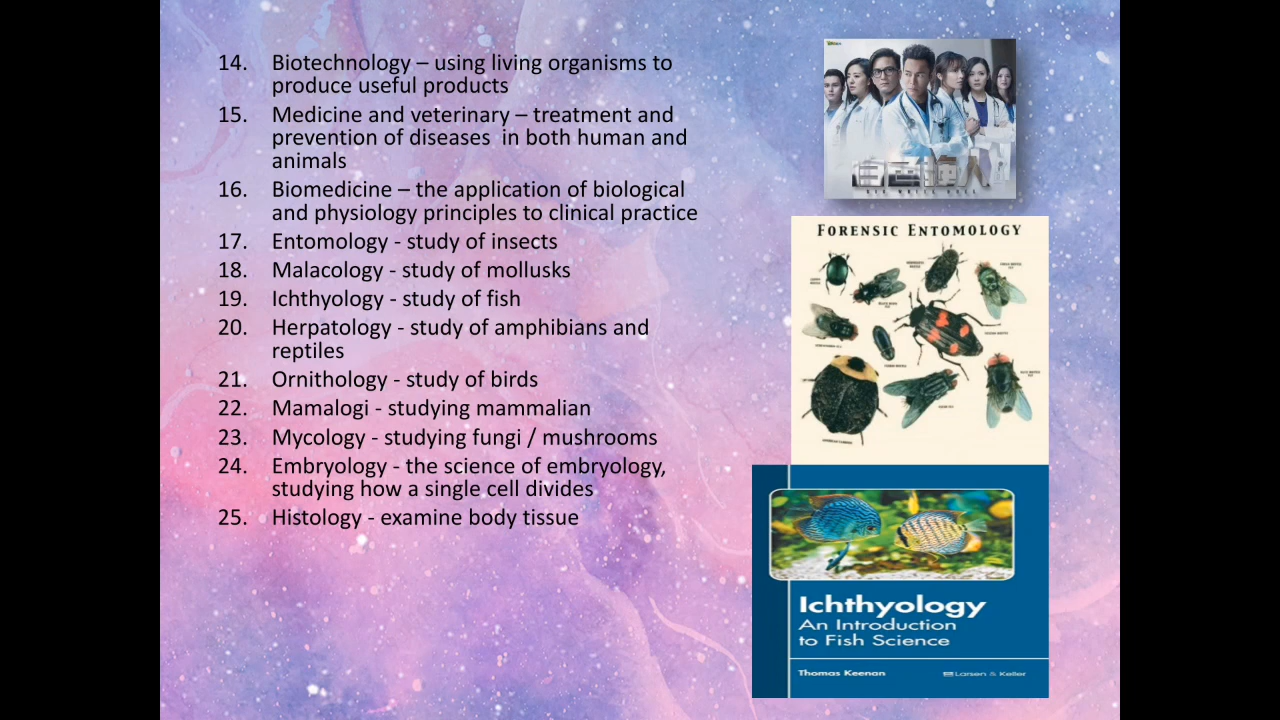 14. Biotechnology – using living organisms to
produce useful products
15. Medicine and veterinary – treatment and
prevention of diseases  in both human and
animals
16. Biomedicine – the application of biological
and physiology principles to clinical practice
17. Entomology - study of insects
18. Malacology - study of mollusks
19. Ichthyology - study of fish
20. Herpatology - study of amphibians and
reptiles
21. Ornithology - study of birds
22. Mamalogi - studying mammalian
23. Mycology - studying fungi / mushrooms
24. Embryology - the science of embryology,
studying how a single cell divides
25. Histology - examine body tissue
FORENSIC ENTOMOLOGY
Ichthyology
An Introduction
to Fish Science
Thomas Keenan
Larsen & Keller